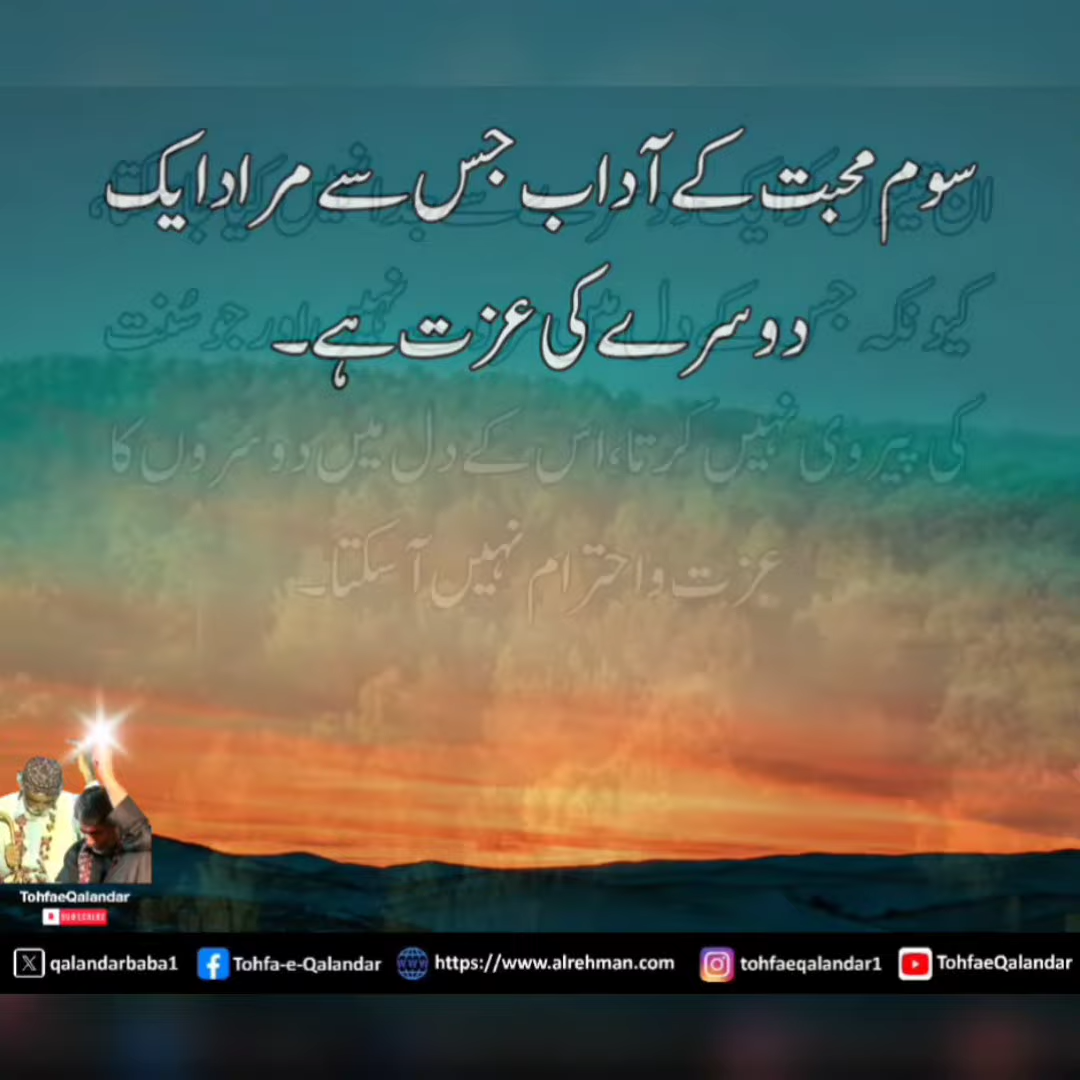 سوم محبت کے آداب جس سے مراد ایک
دوسرے کی عزت ہے۔
کیونکہ جس دل میں نہیں اور جو سُنت
کی پیروی نہیں کرتا، اس کے دل میں دوسروں کا
عزت و احترام نہیں آ سکتا۔
TohfaeQalandar
SUBSCRIBE
qalandarbaba1
Tohfa-e-Qalandar
https://www.alrehman.com
tohfaeqalandar1
TohfaeQalandar